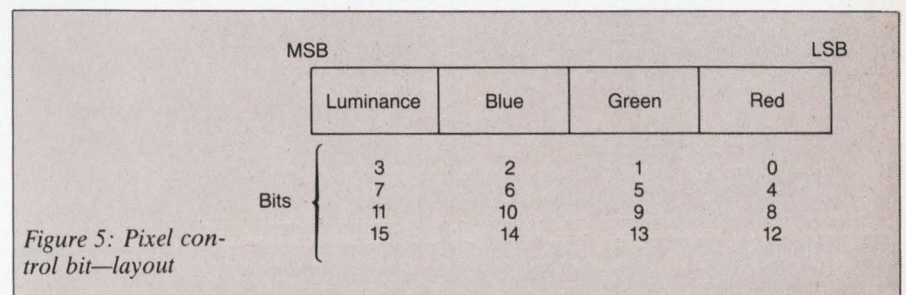 MSB LSB
Luminance Blue Green Red
3 2 1 0
7 6 5 4
Bits
11 10 9 8
15 14 13 12
Figure 5: Pixel con-
trol bit—layout